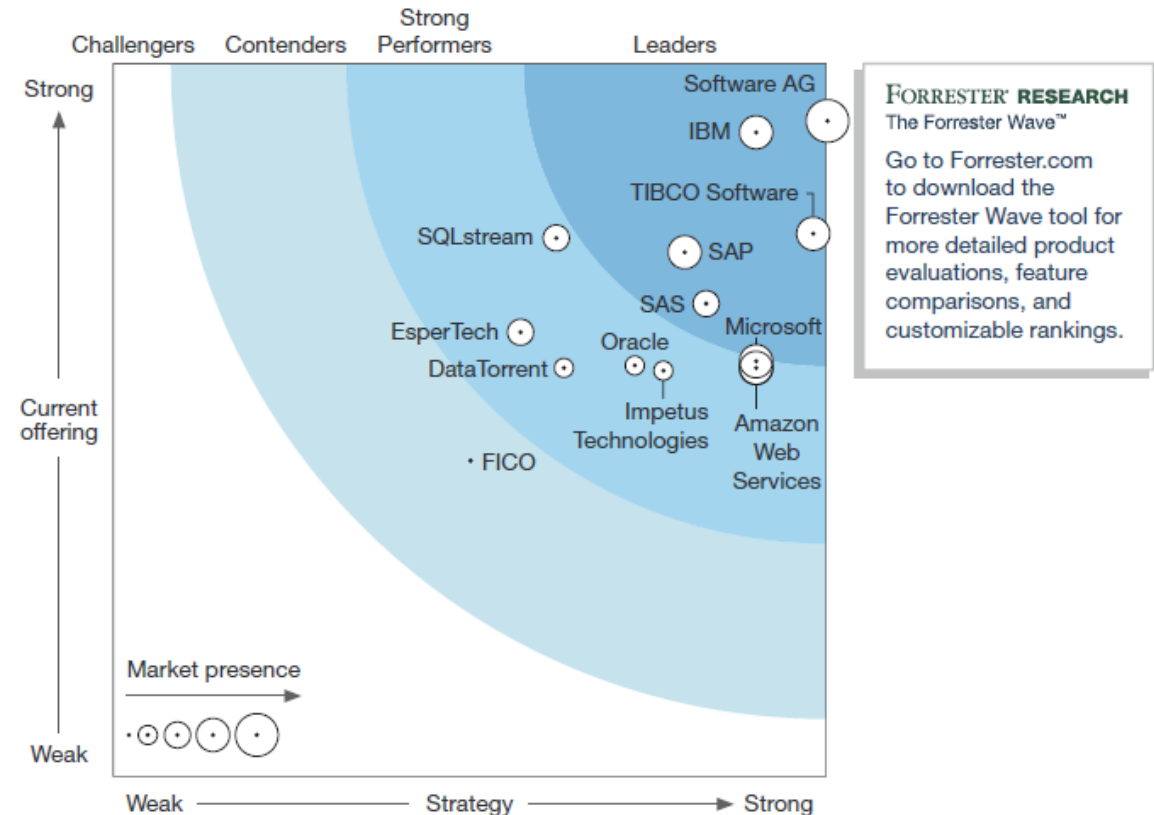 Challengers
Contenders
Strong
Performers
Leaders
Strong
Current
offering
Weak
Software AG
IBM
TIBCO Software
SQLstream
SAP
SAS
Microsoft
EsperTech
Oracle
DataTorrent
Impetus
Technologies
Amazon
Web
Services
FICO
Market presence
Weak
Strategy
Strong
FORRESTER® RESEARCH
The Forrester Wave™
Go to Forrester.com
to download the
Forrester Wave tool for
more detailed product
evaluations, feature
comparisons, and
customizable rankings.